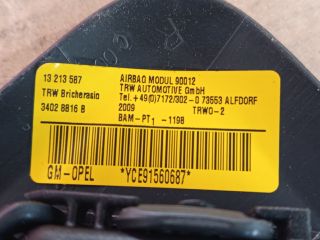 13 213 587
TRW Bricherasio
3402 8816 B
AIRBAG MODUL 90012
TRW AUTOMOTIVE GmbH
Tel.+49(0)7172/302-0 73553 ALFDORF
2009 TRWO-2
BAM-PT1 -1198
GM-OPEL *YCE91560687*